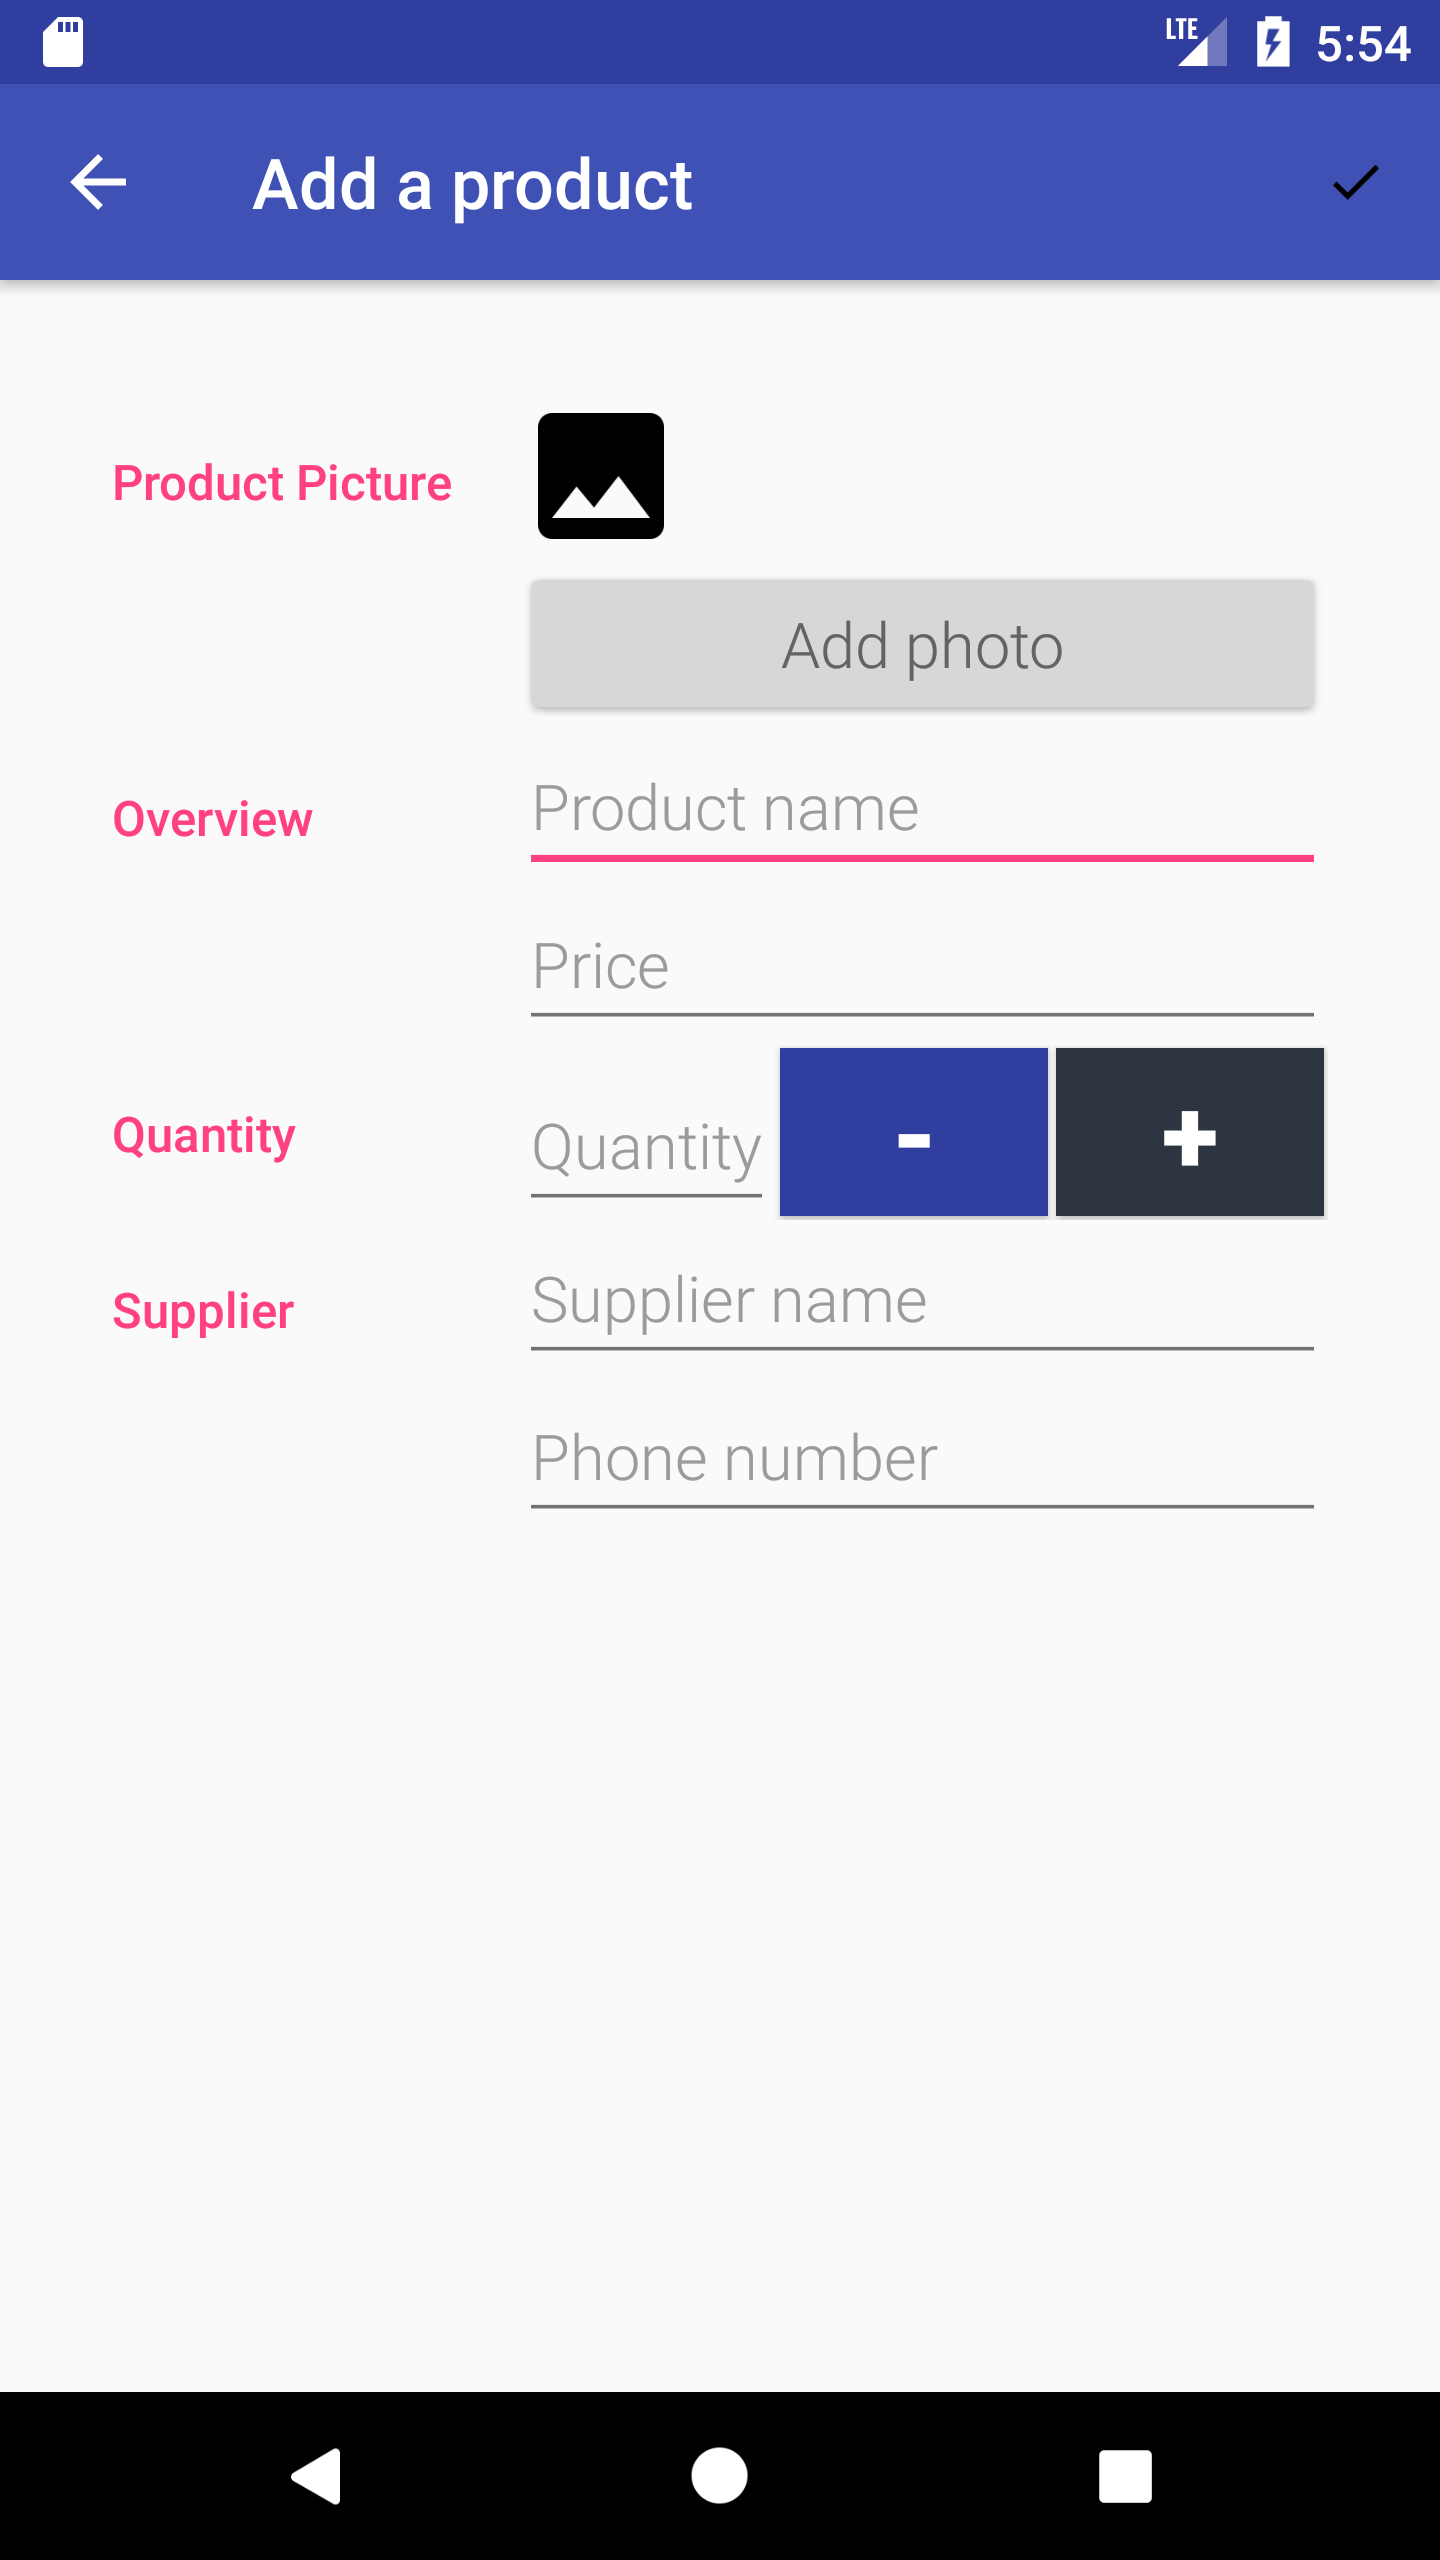 LTE 5:54
Add a product
Product Picture
Add photo
Overview
Product name
Price
Quantity
Quantity
-
+
Supplier
Supplier name
Phone number